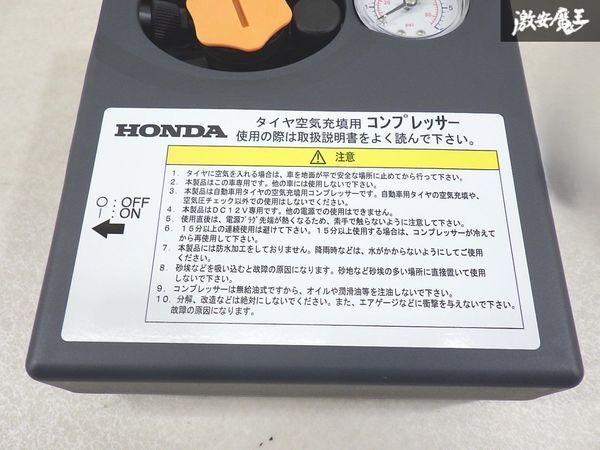 激安魔王
psi
HONDA
タイヤ空気充填用 コンプレッサー
使用の際は取扱説明書をよく読んで下さい。
注意
○：OFF
｜：ON
1． タイヤに空気を入れる場合は、車を地面が平で安全な場所に止めてから行って下さい。
2． 本製品はこの車専用です。他の車には使用しないで下さい。
3． 本製品は自動車用タイヤの空気充填用コンプレッサーです。自動車用タイヤの空気充填や、
空気圧チェック以外での使用はしないでください。
4． 本製品はDC12V専用です。他の電源での使用はできません。
5． 使用直後は、電源プラグ先端が熱くなるため、素手で触らないように注意して下さい。
6． 15分以上の連続使用は避けて下さい。15分以上使用する場合は、コンプレッサーが冷えて
から再使用して下さい。
7． 本製品には防水加工をしておりません。降雨時などは、水がかからないようにしてご使用
ください。
8． 砂埃などを吸い込むと故障の原因になります。砂地など砂埃の多い場所に直接置いて使用
しないで下さい。
9． コンプレッサーは無給油式ですから、オイルや潤滑油等を注油しないで下さい。
10． 分解、改造などは絶対にしないでください。また、エアゲージなどに衝撃を与えないで下さい。
故障の原因になります。